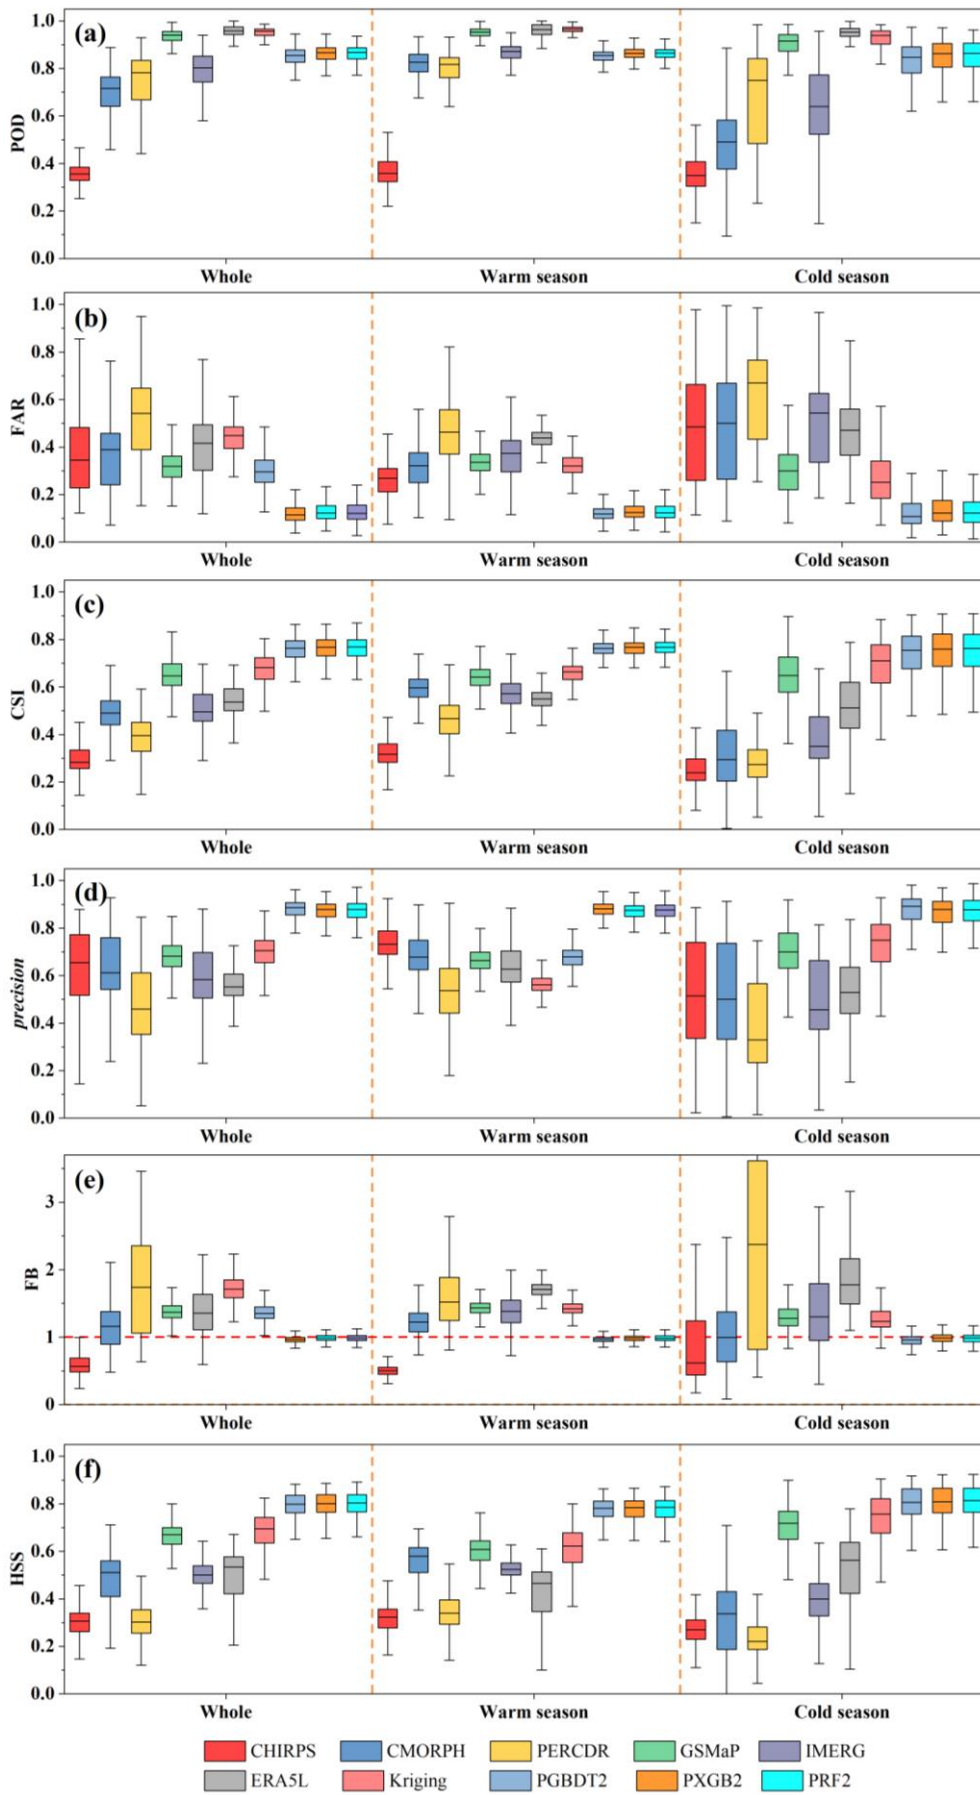 (a)
POD
1.0
0.8
0.6
0.4
0.2
0.0
Whole Warm season Cold season
(b)
FAR
1.0
0.8
0.6
0.4
0.2
0.0
Whole Warm season Cold season
(c)
CSI
1.0
0.8
0.6
0.4
0.2
0.0
Whole Warm season Cold season
(d)
precision
1.0
0.8
0.6
0.4
0.2
0.0
Whole Warm season Cold season
(e)
FB
3
2
1
0
Whole Warm season Cold season
(f)
HSS
1.0
0.8
0.6
0.4
0.2
0.0
Whole Warm season Cold season
CHIRPS CMORPH PERCDR GSMaP IMERG
ERA5L Kriging PGBDT2 PXGB2 PRF2